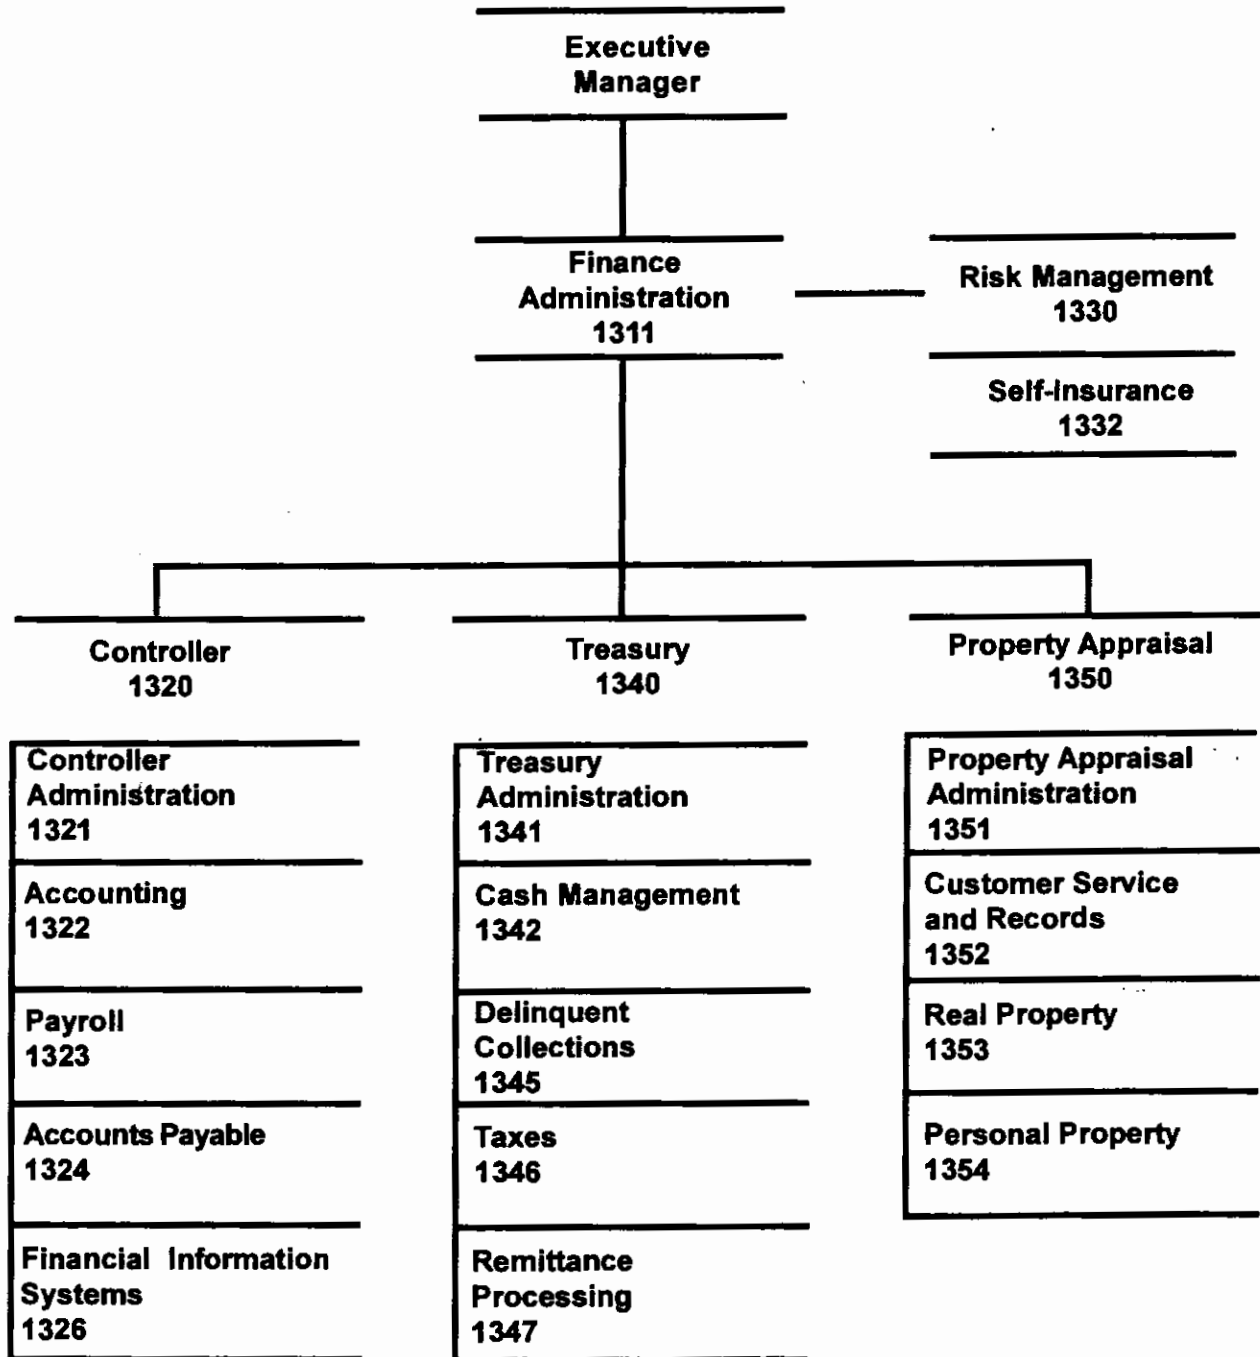 Executive
Manager
Finance
Administration
1311
Risk Management
1330
Self-Insurance
1332
Controller
1320
Treasury
1340
Property Appraisal
1350
Controller
Administration
1321
Accounting
1322
Payroll
1323
Accounts Payable
1324
Financial Information
Systems
1326
Treasury
Administration
1341
Cash Management
1342
Delinquent
Collections
1345
Taxes
1346
Remittance
Processing
1347
Property Appraisal
Administration
1351
Customer Service
and Records
1352
Real Property
1353
Personal Property
1354